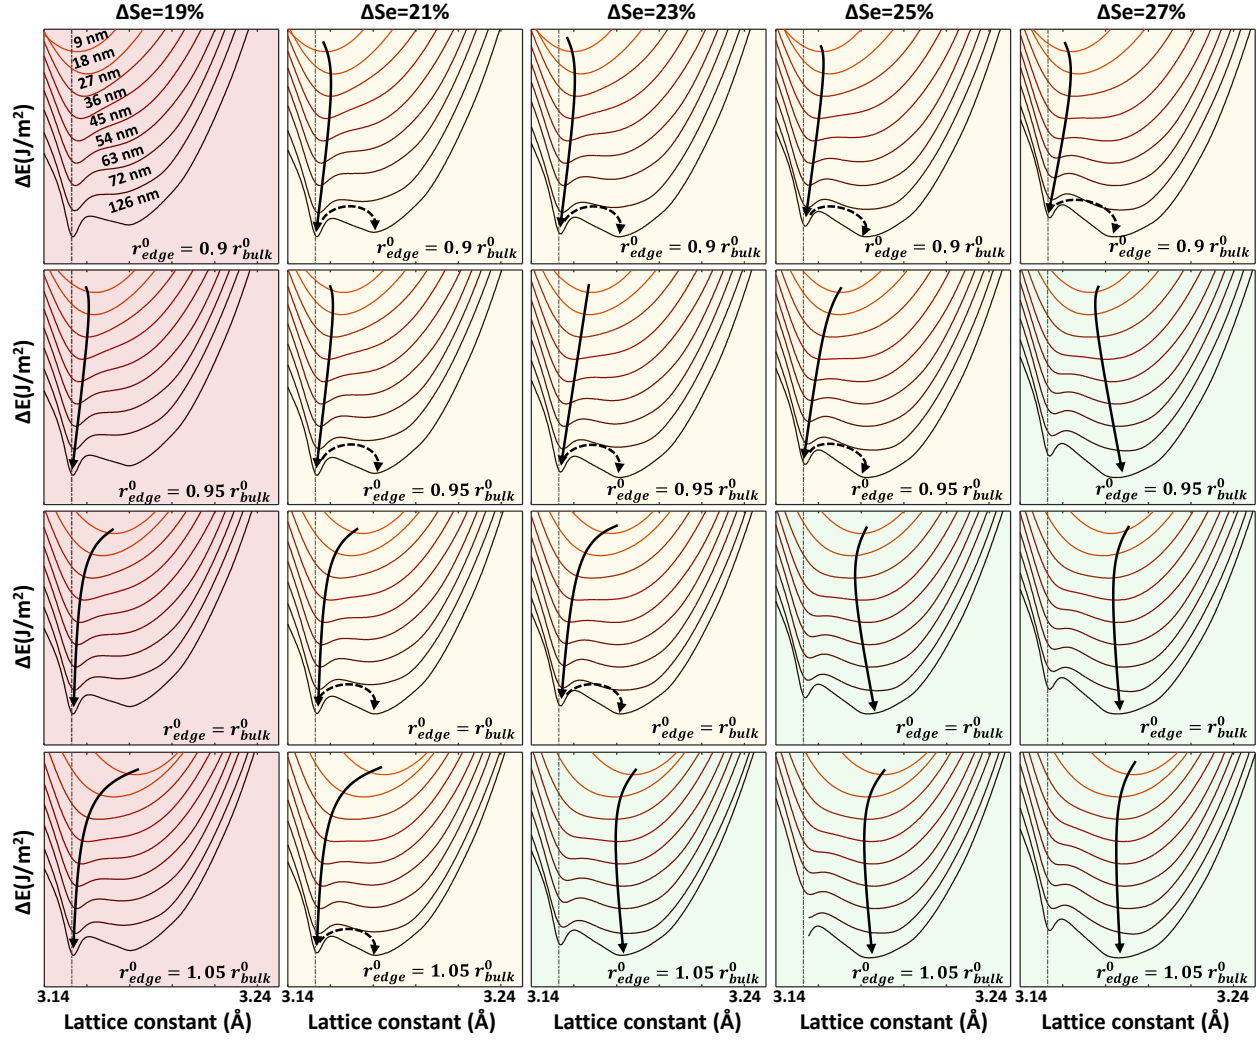 ΔSe=19% ΔSe=21% ΔSe=23% ΔSe=25% ΔSe=27%
ΔE(J/m²)
9 nm
18 nm
27 nm
36 nm
45 nm
54 nm
63 nm
72 nm
126 nm
r⁰edge = 0.9 r⁰bulk r⁰edge = 0.9 r⁰bulk r⁰edge = 0.9 r⁰bulk r⁰edge = 0.9 r⁰bulk r⁰edge = 0.9 r⁰bulk
ΔE(J/m²)
r⁰edge = 0.95 r⁰bulk r⁰edge = 0.95 r⁰bulk r⁰edge = 0.95 r⁰bulk r⁰edge = 0.95 r⁰bulk r⁰edge = 0.95 r⁰bulk
ΔE(J/m²)
r⁰edge = r⁰bulk r⁰edge = r⁰bulk r⁰edge = r⁰bulk r⁰edge = r⁰bulk r⁰edge = r⁰bulk
ΔE(J/m²)
r⁰edge = 1.05 r⁰bulk r⁰edge = 1.05 r⁰bulk r⁰edge = 1.05 r⁰bulk r⁰edge = 1.05 r⁰bulk r⁰edge = 1.05 r⁰bulk
3.14 3.24 3.14 3.24 3.14 3.24 3.14 3.24 3.14 3.24
Lattice constant (Å) Lattice constant (Å) Lattice constant (Å) Lattice constant (Å) Lattice constant (Å)